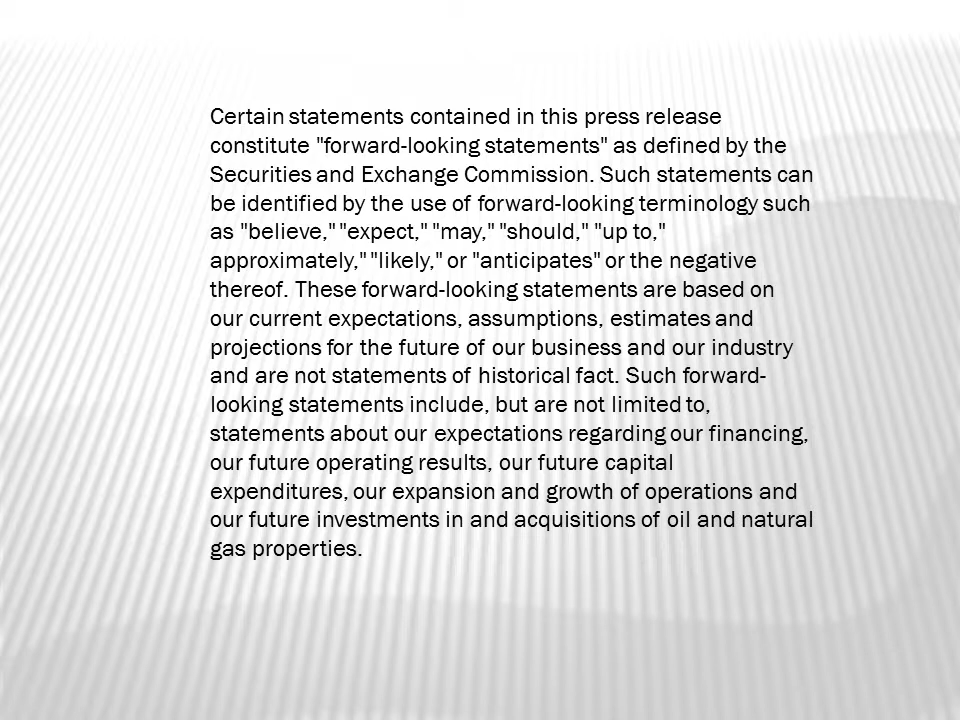 Certain statements contained in this press release
constitute "forward-looking statements" as defined by the
Securities and Exchange Commission. Such statements can
be identified by the use of forward-looking terminology such
as "believe," "expect," "may," "should," "up to,"
approximately," "likely," or "anticipates" or the negative
thereof. These forward-looking statements are based on
our current expectations, assumptions, estimates and
projections for the future of our business and our industry
and are not statements of historical fact. Such forward-
looking statements include, but are not limited to,
statements about our expectations regarding our financing,
our future operating results, our future capital
expenditures, our expansion and growth of operations and
our future investments in and acquisitions of oil and natural
gas properties.